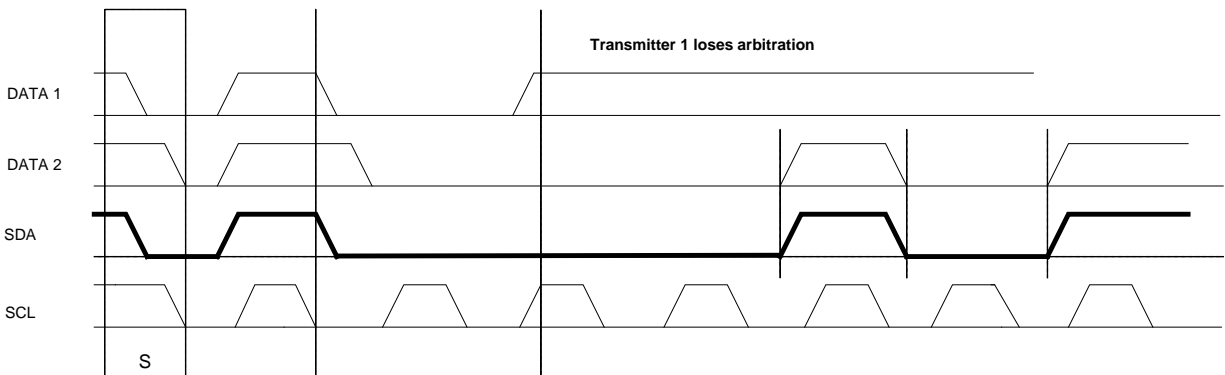 Transmitter 1 loses arbitration
DATA 1
DATA 2
SDA
SCL
S